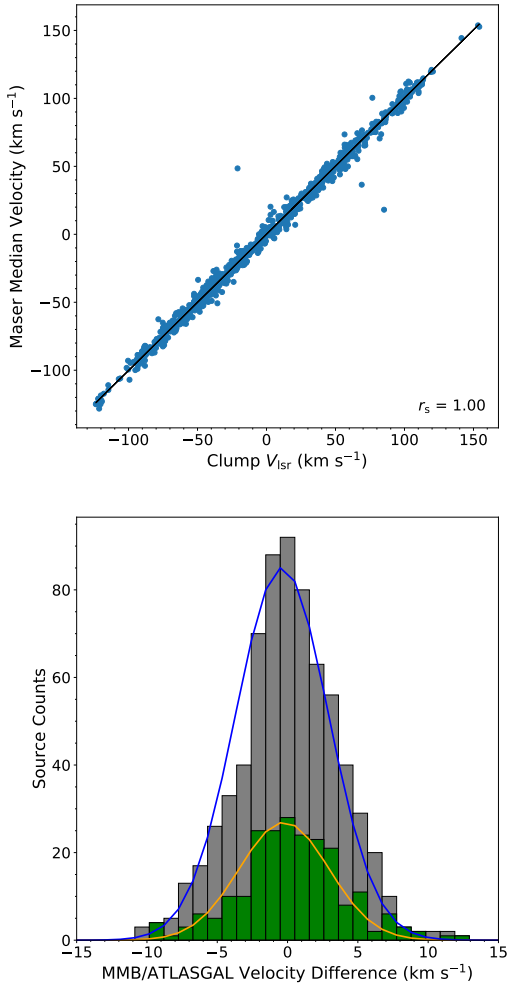 150
100
50
0
−50
−100
Maser Median Velocity (km s⁻¹)
rₛ = 1.00
−100 −50 0 50 100 150
Clump Vlsr (km s⁻¹)
80
60
40
20
0
Source Counts
−15 −10 −5 0 5 10 15
MMB/ATLASGAL Velocity Difference (km s⁻¹)